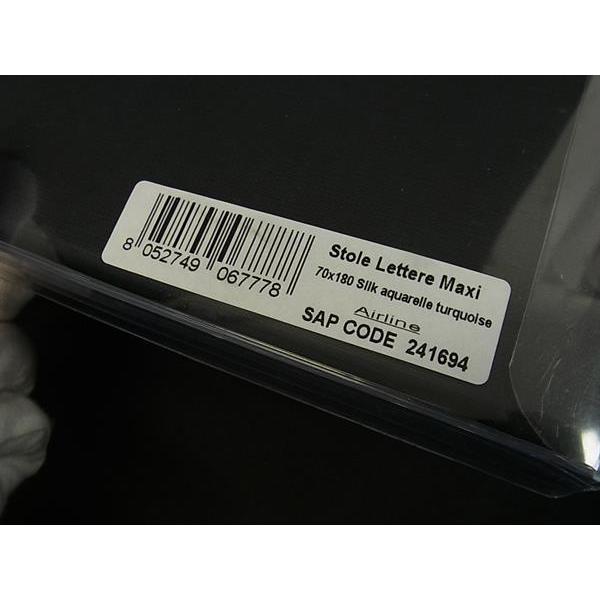 Stole Lettere Maxi
70x180 Silk aquarelle turquoise
Airline
SAP CODE 241694
8 052749 067778